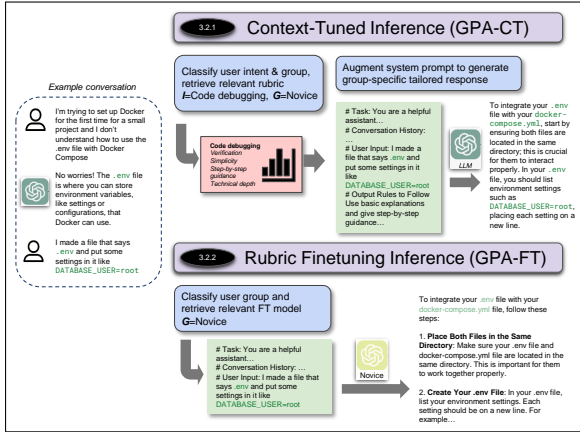 3.2.1
Context-Tuned Inference (GPA-CT)
Example conversation
I'm trying to set up Docker
for the first time for a small
project and I don't
understand how to use the
.env file with Docker
Compose
No worries! The .env file
is where you can store
environment variables,
like settings or
configurations, that
Docker can use.
I made a file that says
.env and put some
settings in it like
DATABASE_USER=root
Classify user intent & group,
retrieve relevant rubric
I=Code debugging, G=Novice
Code debugging
Verification
Simplicity
Step-by-step
guidance
Technical depth
Augment system prompt to generate
group-specific tailored response
# Task: You are a helpful
assistant…
# Conversation History: …
# User Input: I made a file
that says .env and put
some settings in it like
DATABASE_USER=root
# Output Rules to Follow
Use basic explanations
and give step-by-step
guidance…
LLM
To integrate your .env
file with your docker-
compose.yml, start by
ensuring both files are
located in the same
directory; this is crucial
for them to interact
properly. In your .env
file, you should list
environment settings
such as
DATABASE_USER=root,
placing each setting on a
new line.
3.2.2
Rubric Finetuning Inference (GPA-FT)
Classify user group and
retrieve relevant FT model
G=Novice
# Task: You are a helpful
assistant…
# Conversation History: …
# User Input: I made a file that
says .env and put some
settings in it like
DATABASE_USER=root
Novice
To integrate your .env file with your
docker-compose.yml file, follow these
steps:
1. Place Both Files in the Same
Directory: Make sure your .env file and
docker-compose.yml file are located in the
same directory. This is important for them
to work together properly.
2. Create Your .env File: In your .env file,
list your environment settings. Each
setting should be on a new line. For
example…